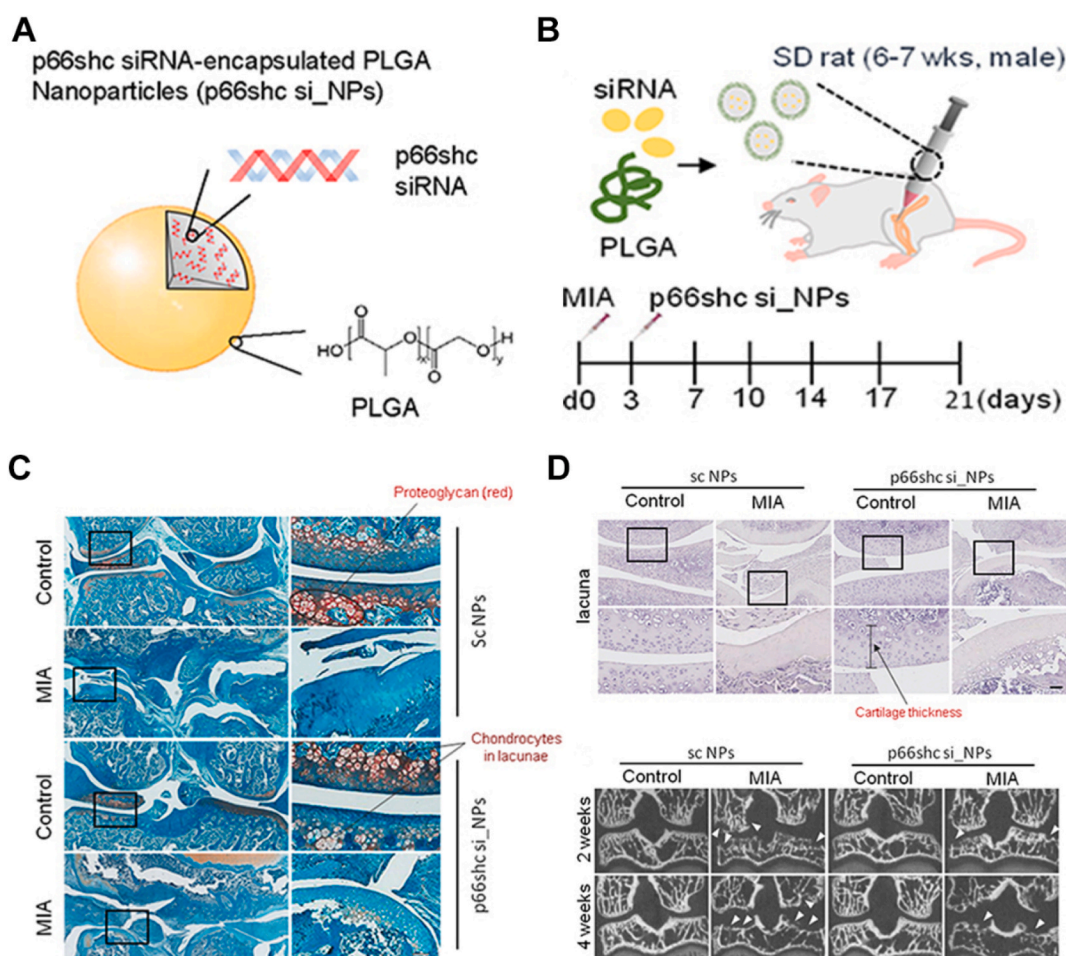 A
p66shc siRNA-encapsulated PLGA
Nanoparticles (p66shc si_NPs)
p66shc
siRNA
HO
O
O
x
O
O
y
H
PLGA
B
SD rat (6-7 wks, male)
siRNA
PLGA
MIA
p66shc si_NPs
d0 3 7 10 14 17 21(days)
C
Proteoglycan (red)
Control
MIA
Sc NPs
Chondrocytes
in lacunae
Control
MIA
p66shc si_NPs
D
sc NPs p66shc si_NPs
Control MIA Control MIA
lacuna
Cartilage thickness
sc NPs p66shc si_NPs
Control MIA Control MIA
2 weeks
4 weeks